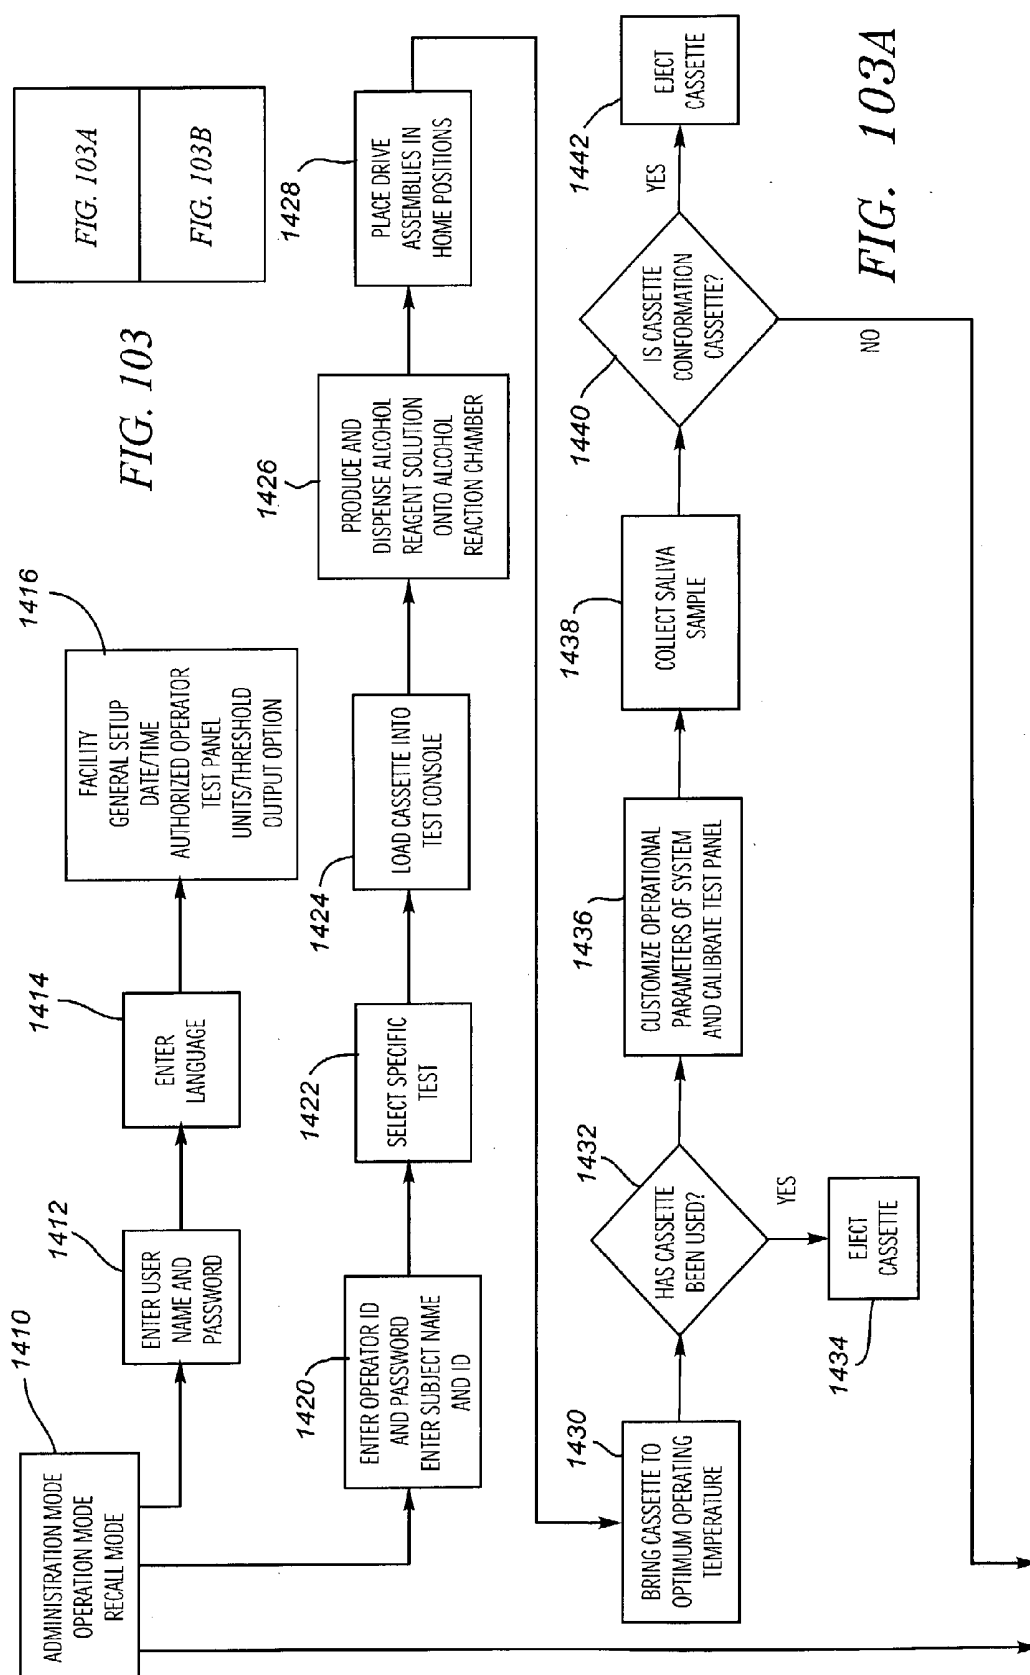 FIG. 103
FIG. 103A
FIG. 103B
1410
ADMINISTRATION MODE
OPERATION MODE
RECALL MODE
1412
ENTER USER
NAME AND
PASSWORD
1414
ENTER
LANGUAGE
1416
FACILITY
GENERAL SETUP
DATE/TIME
AUTHORIZED OPERATOR
TEST PANEL
UNITS/THRESHOLD
OUTPUT OPTION
1420
ENTER OPERATOR ID
AND PASSWORD
ENTER SUBJECT NAME
AND ID
1422
SELECT SPECIFIC
TEST
1424
LOAD CASSETTE INTO
TEST CONSOLE
1426
PRODUCE AND
DISPENSE ALCOHOL
REAGENT SOLUTION
ONTO ALCOHOL
REACTION CHAMBER
1428
PLACE DRIVE
ASSEMBLIES IN
HOME POSITIONS
1430
BRING CASSETTE TO
OPTIMUM OPERATING
TEMPERATURE
1432
HAS CASSETTE
BEEN USED?
YES
1434
EJECT
CASSETTE
1436
CUSTOMIZE OPERATIONAL
PARAMETERS OF SYSTEM
AND CALIBRATE TEST PANEL
1438
COLLECT SALIVA
SAMPLE
1440
IS CASSETTE
CONFORMATION
CASSETTE?
YES
NO
1442
EJECT
CASSETTE
FIG. 103A